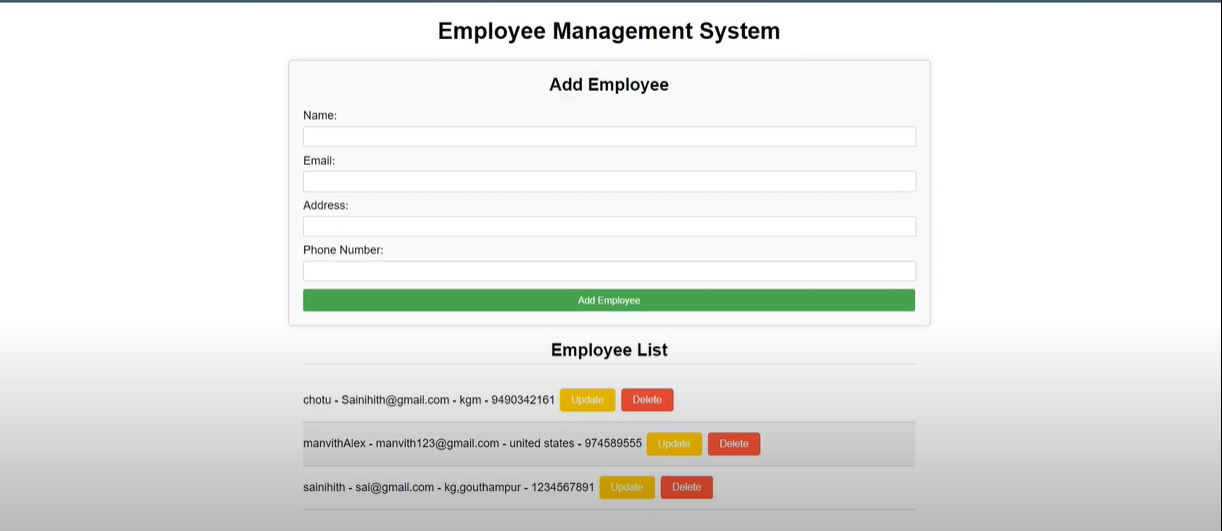 Employee Management System
Add Employee
Name:
Email:
Address:
Phone Number:
Add Employee
Employee List
chotu - Sainihith@gmail.com - kgm - 9490342161 Update Delete
manvithAlex - manvith123@gmail.com - united states - 974589555 Update Delete
sainihith - sai@gmail.com - kg,gouthampur - 1234567891 Update Delete